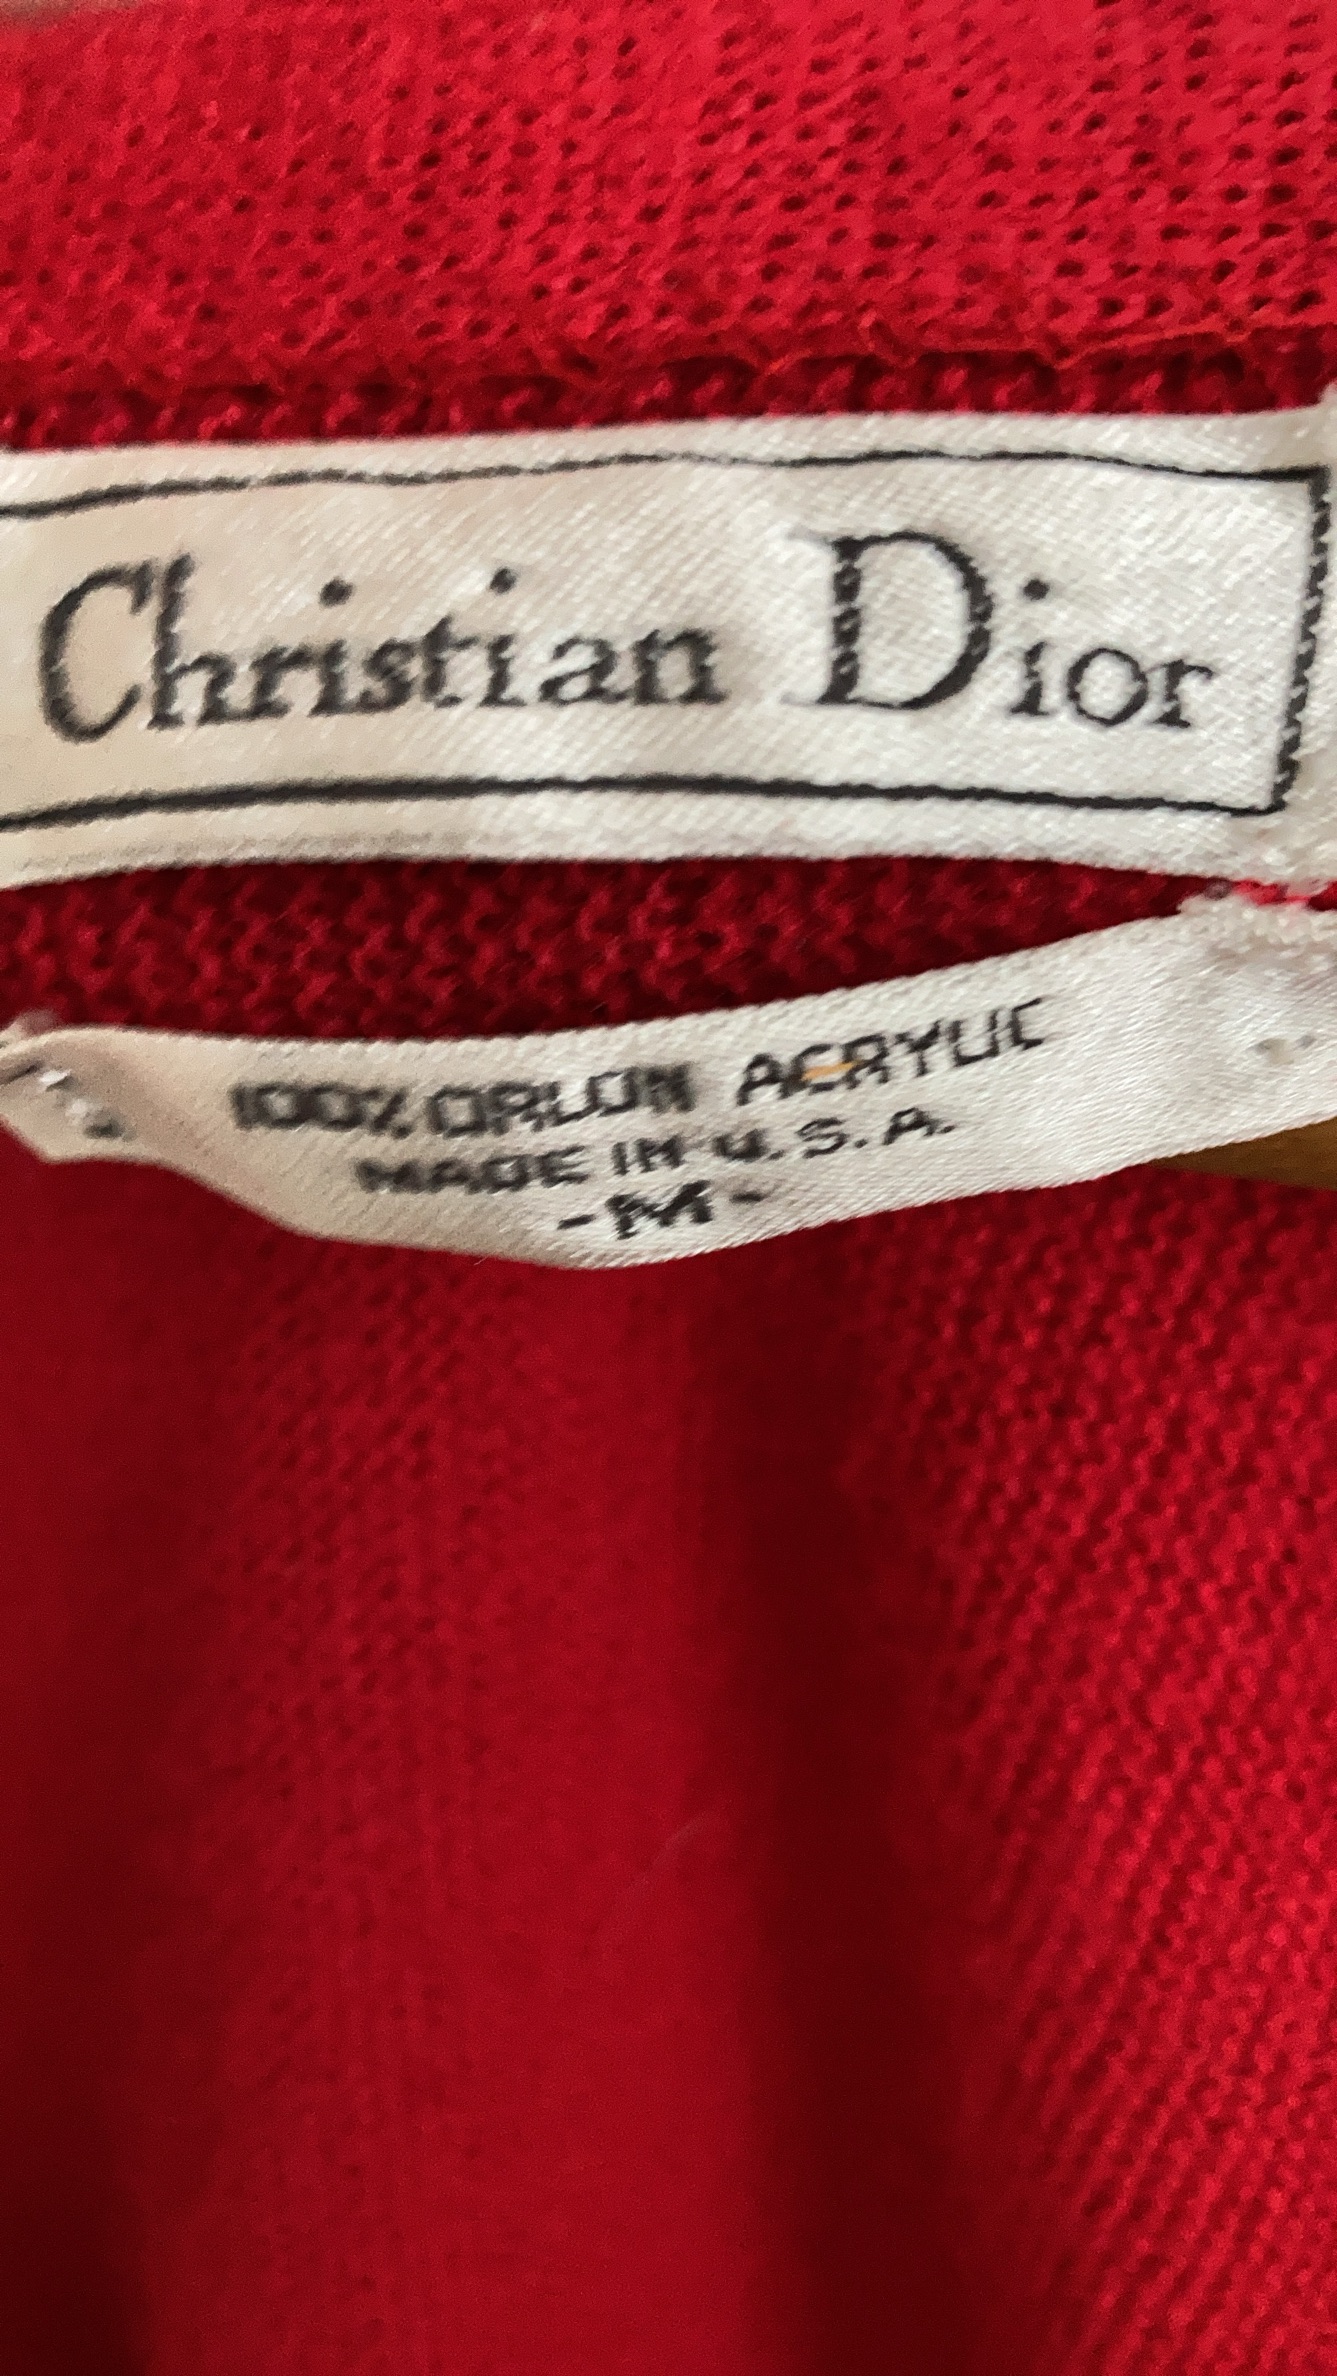 Christian Dior
100% ORLON ACRYLIC
MADE IN U.S.A.
-M-